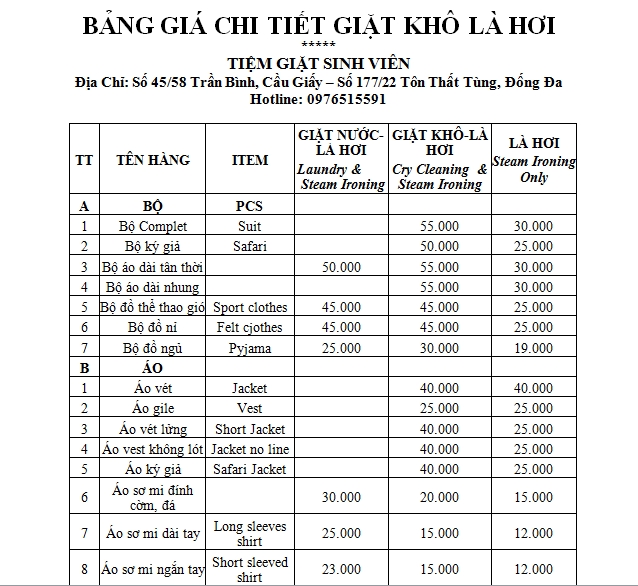 BẢNG GIÁ CHI TIẾT GIẶT KHÔ LÀ HƠI
*****
TIỆM GIẶT SINH VIÊN
Địa Chỉ: Số 45/58 Trần Bình, Cầu Giấy – Số 177/22 Tôn Thất Tùng, Đống Đa
Hotline: 0976515591
TT TÊN HÀNG ITEM GIẶT NƯỚC-LÀ HƠI Laundry & Steam Ironing GIẶT KHÔ-LÀ HƠI Cry Cleaning & Steam Ironing LÀ HƠI Steam Ironing Only
A BỘ PCS
1 Bộ Complet Suit 55.000 30.000
2 Bộ ký giả Safari 50.000 25.000
3 Bộ áo dài tân thời 50.000 55.000 30.000
4 Bộ áo dài nhung 55.000 30.000
5 Bộ đồ thể thao gió Sport clothes 45.000 45.000 25.000
6 Bộ đồ nỉ Felt cjothes 45.000 45.000 25.000
7 Bộ đồ ngủ Pyjama 25.000 30.000 19.000
B ÁO
1 Áo vét Jacket 40.000 40.000
2 Áo gile Vest 25.000 25.000
3 Áo vét lửng Short Jacket 40.000 25.000
4 Áo vest không lót Jacket no line 40.000 25.000
5 Áo ký giả Safari Jacket 40.000 25.000
6 Áo sơ mi đính cờm, đá 30.000 20.000 15.000
7 Áo sơ mi dài tay Long sleeves shirt 25.000 15.000 12.000
8 Áo sơ mi ngắn tay Short sleeved shirt 23.000 15.000 12.000